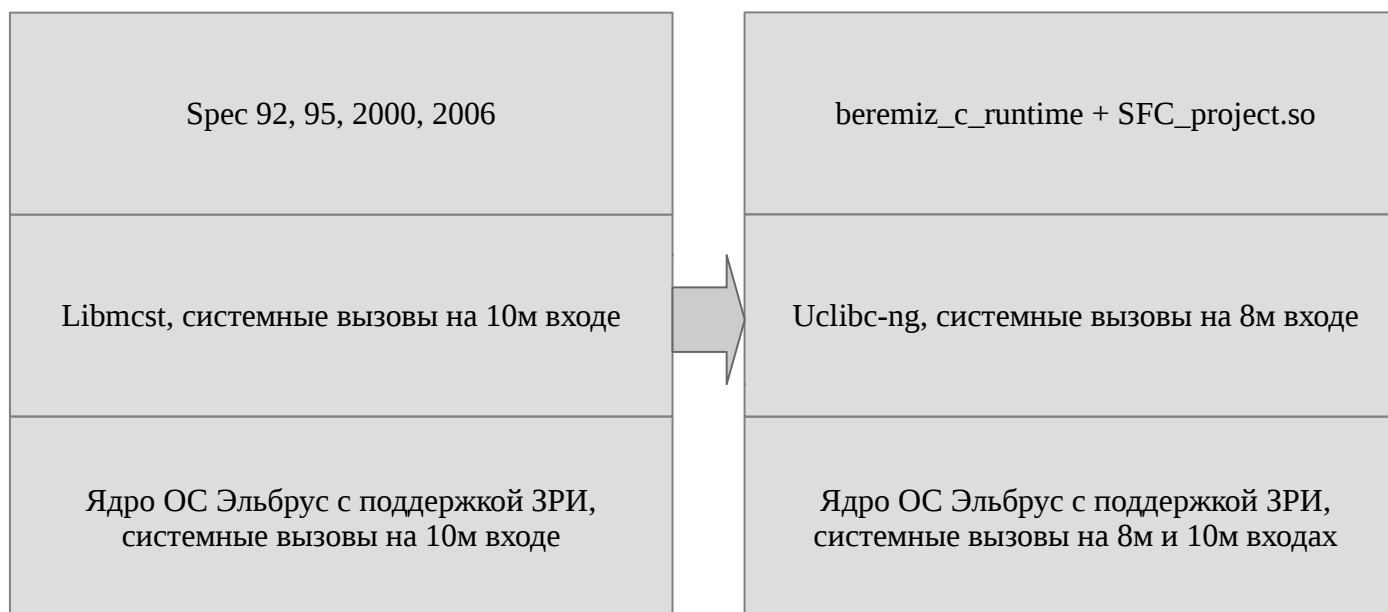 Spec 92, 95, 2000, 2006
beremiz_c_runtime + SFC_project.so
Libmcst, системные вызовы на 10м входе
Uclibc-ng, системные вызовы на 8м входе
Ядро ОС Эльбрус с поддержкой ЗРИ,
системные вызовы на 10м входе
Ядро ОС Эльбрус с поддержкой ЗРИ,
системные вызовы на 8м и 10м входах